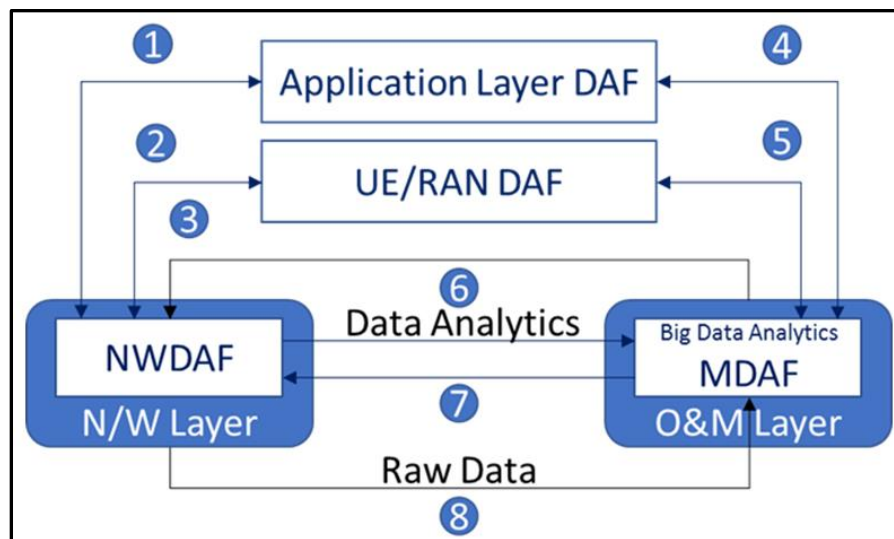 1
4
Application Layer DAF
2
5
UE/RAN DAF
3
6
Data Analytics
Big Data Analytics
NWDAF
MDAF
7
N/W Layer
O&M Layer
Raw Data
8